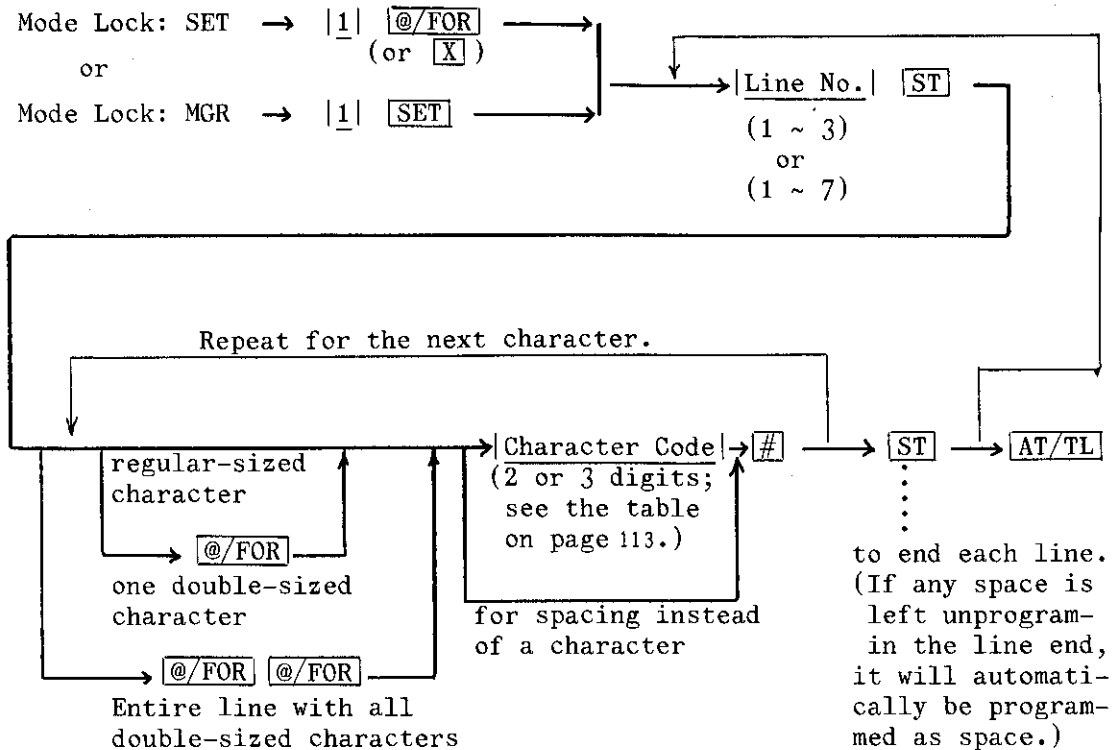 Mode Lock: SET → |1| @/FOR
(or X)
or
Mode Lock: MGR → |1| SET
Line No. ST
(1 ~ 3)
or
(1 ~ 7)
Repeat for the next character.
regular-sized
character
@/FOR
one double-sized
character
@/FOR @/FOR
Entire line with all
double-sized characters
Character Code → #
(2 or 3 digits;
see the table
on page 113.)
for spacing instead
of a character
ST → AT/TL
to end each line.
(If any space is
left unprogram-
in the line end,
it will automati-
cally be program-
med as space.)